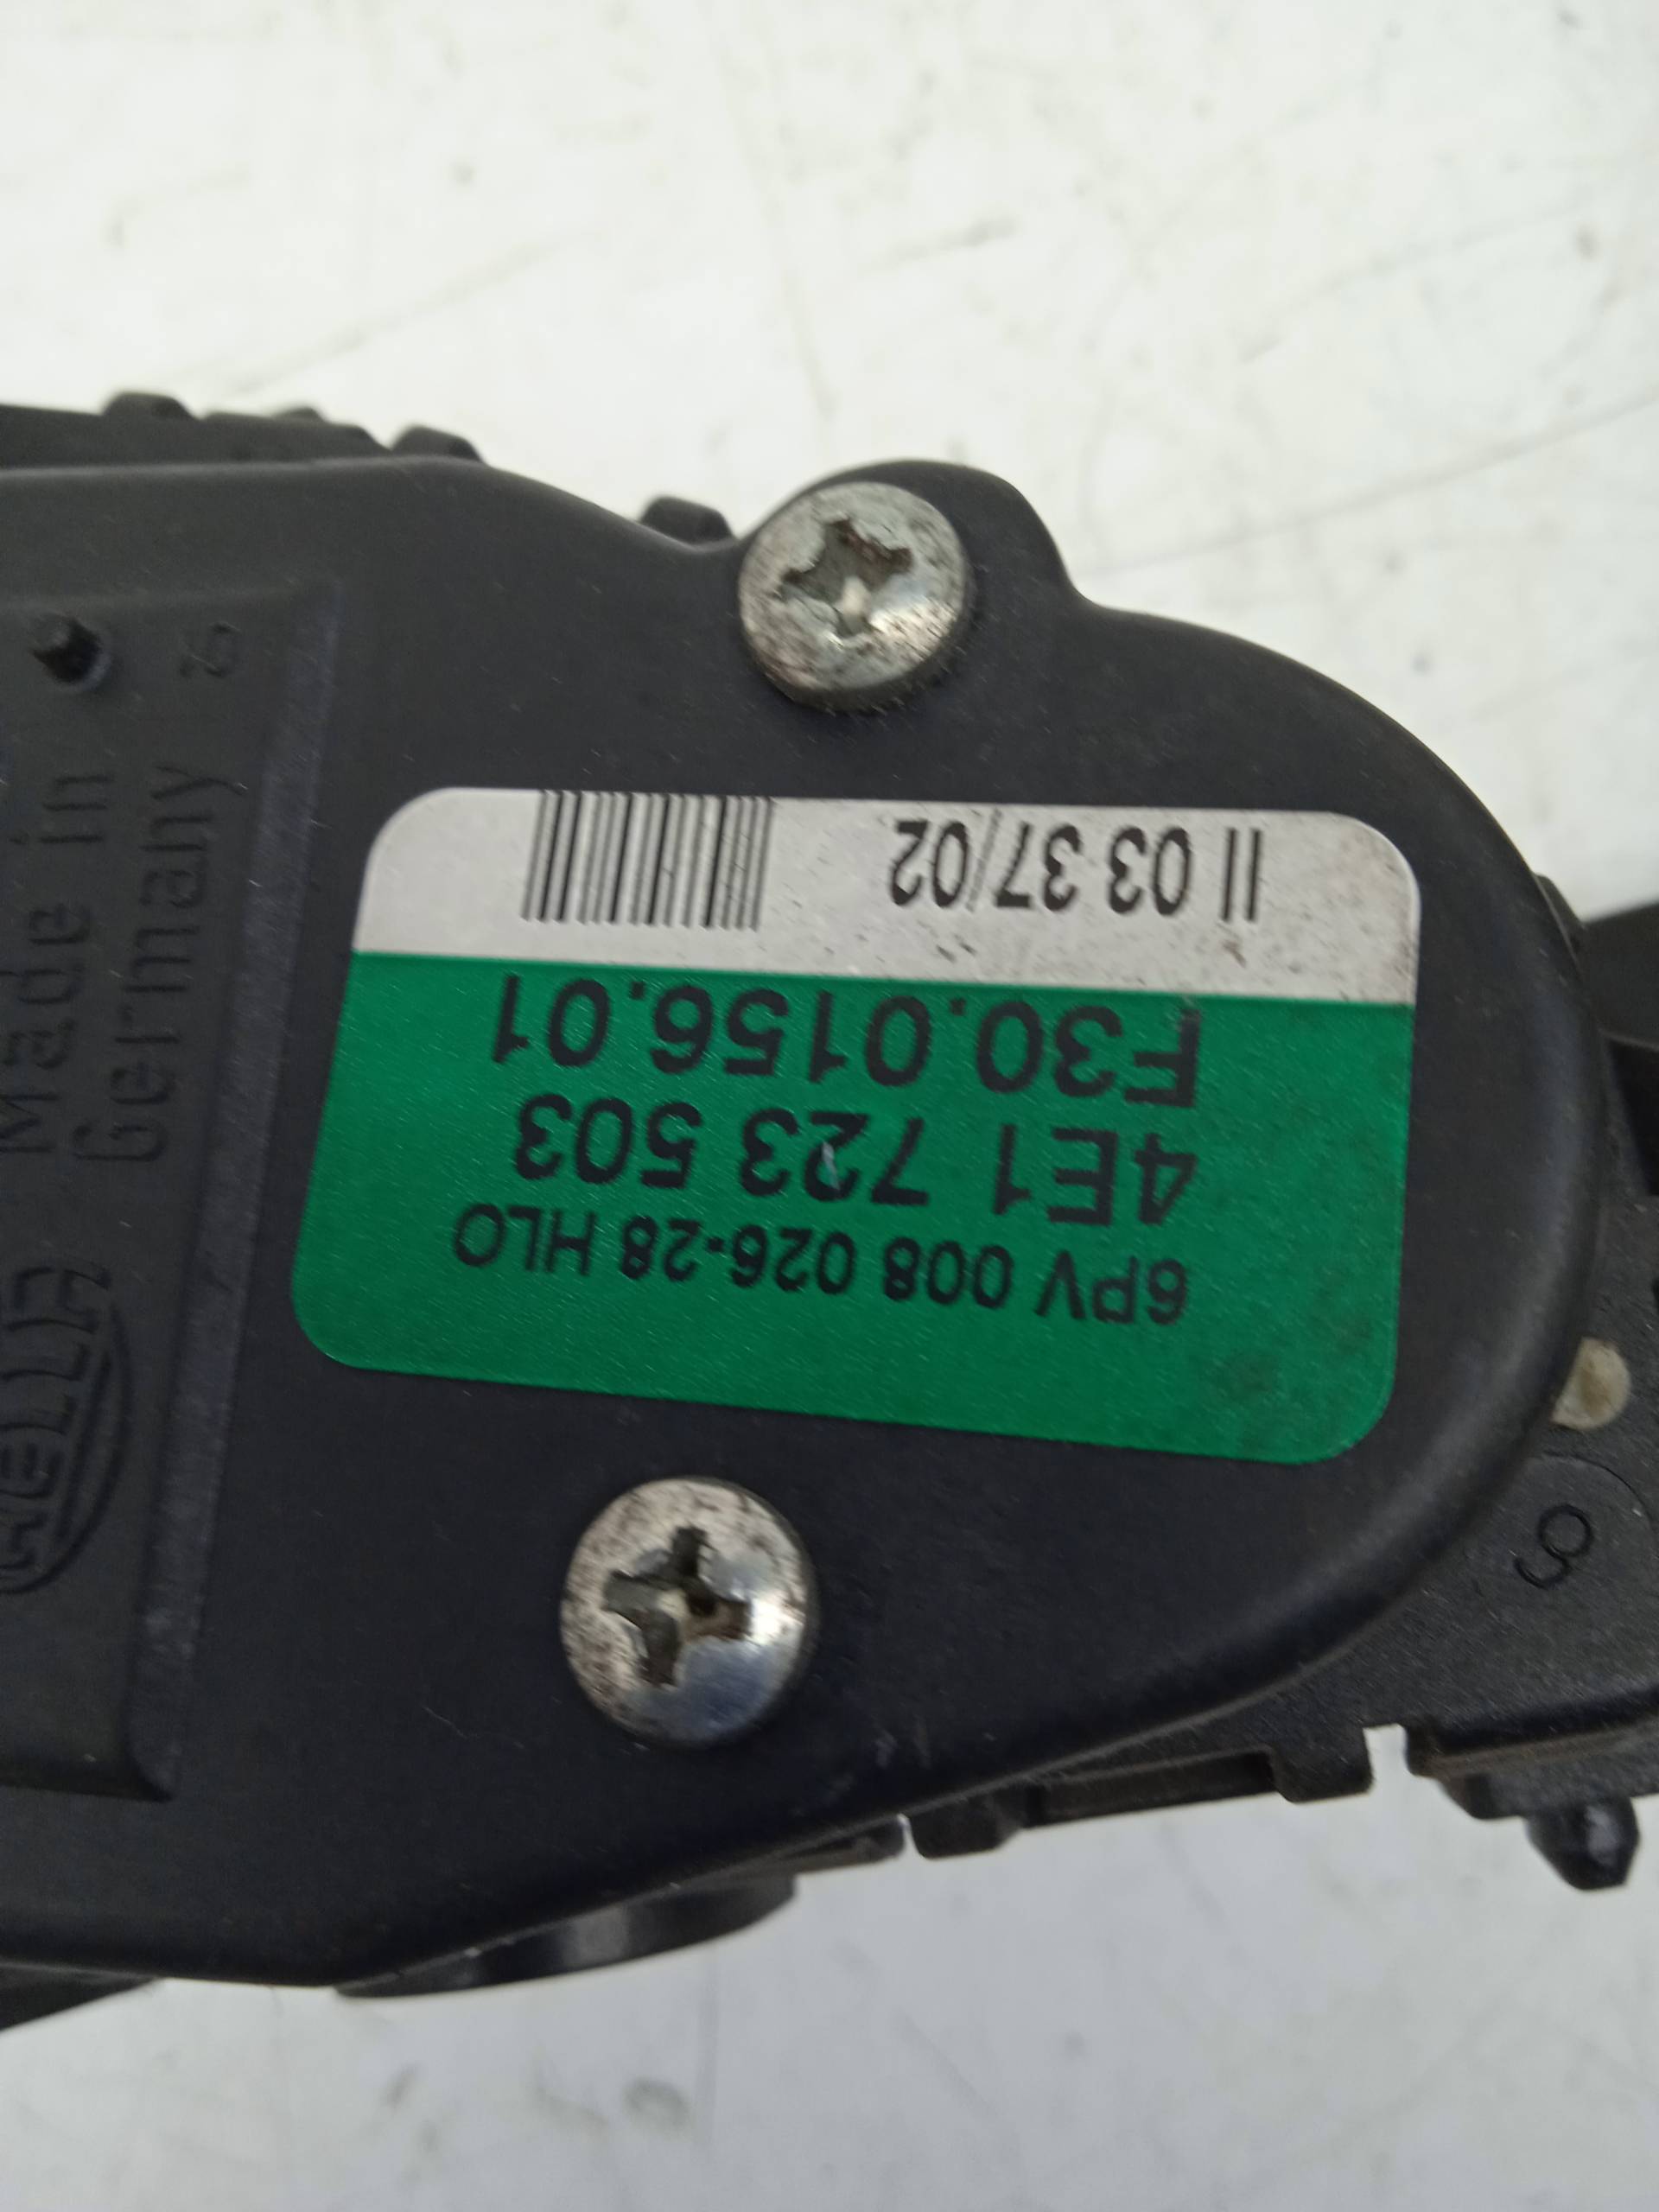 6PV 008 026-28 HLO
4E1 723 503
F30.0156.01
II 03 37/02
Made in
Germany
HELLA
9